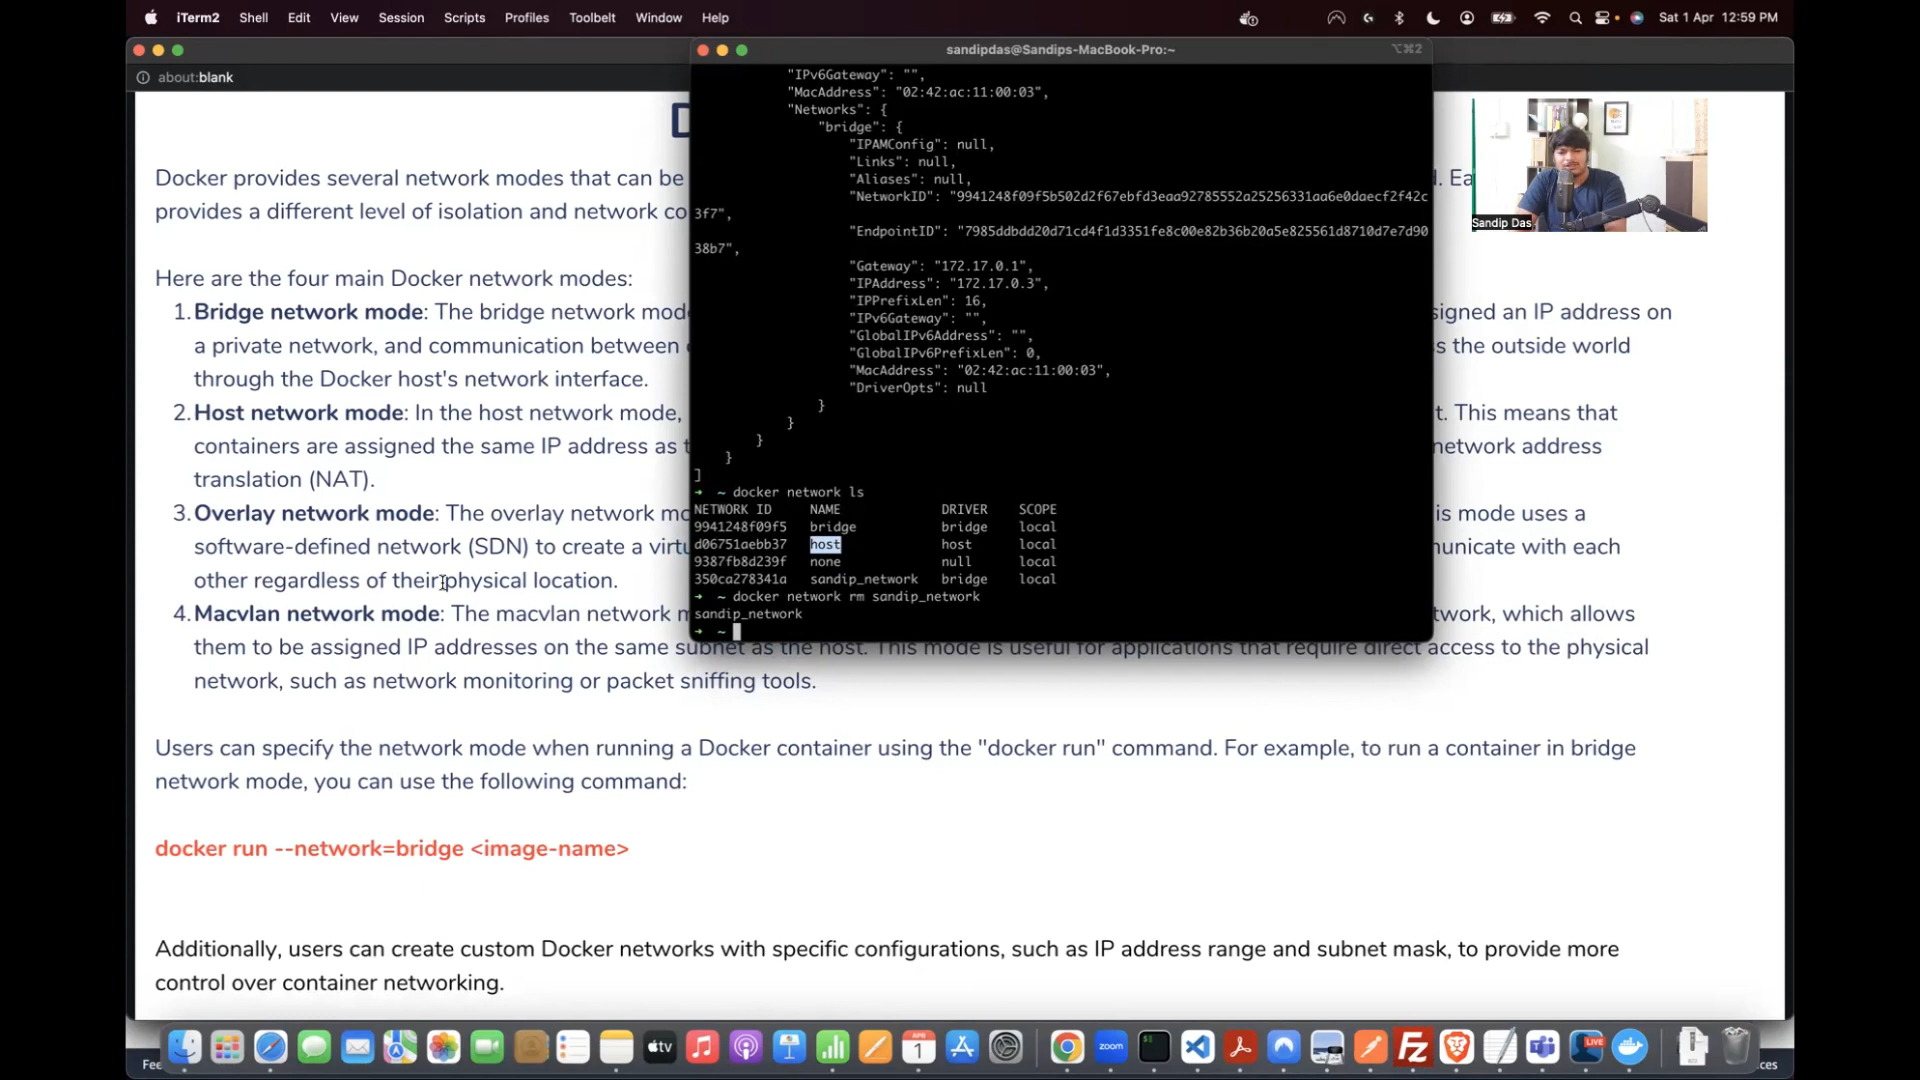 iTerm2 Shell Edit View Session Scripts Profiles Toolbelt Window Help Sat 1 Apr 12:59 PM
sandipdas@Sandips-MacBook-Pro:~ ⌥⌘2
about:blank
"IPv6Gateway": "",
"MacAddress": "02:42:ac:11:00:03",
"Networks": {
"bridge": {
"IPAMConfig": null,
"Links": null,
"Aliases": null,
"NetworkID": "9941248f09f5b502d2f67ebfd3eaa92785552a25256331aa6e0daecf2f42c
3f7",
"EndpointID": "7985ddbdd20d71cd4f1d3351fe8c00e82b36b20a5e825561d8710d7e7d90
38b7",
"Gateway": "172.17.0.1",
"IPAddress": "172.17.0.3",
"IPPrefixLen": 16,
"IPv6Gateway": "",
"GlobalIPv6Address": "",
"GlobalIPv6PrefixLen": 0,
"MacAddress": "02:42:ac:11:00:03",
"DriverOpts": null
}
}
}
}
]
→ ~ docker network ls
NETWORK ID NAME DRIVER SCOPE
9941248f09f5 bridge bridge local
d06751aebb37 host host local
9387fb8d239f none null local
350ca278341a sandip_network bridge local
→ ~ docker network rm sandip_network
sandip_network
→ ~
Sandip Das
D
Docker provides several network modes that can be d. Ea
provides a different level of isolation and network co
Here are the four main Docker network modes:
1. Bridge network mode: The bridge network mod signed an IP address on
a private network, and communication between s the outside world
through the Docker host's network interface.
2. Host network mode: In the host network mode, t. This means that
containers are assigned the same IP address as t network address
translation (NAT).
3. Overlay network mode: The overlay network mo is mode uses a
software-defined network (SDN) to create a virtu municate with each
other regardless of their physical location.
4. Macvlan network mode: The macvlan network m twork, which allows
them to be assigned IP addresses on the same subnet as the host. This mode is useful for applications that require direct access to the physical
network, such as network monitoring or packet sniffing tools.
Users can specify the network mode when running a Docker container using the "docker run" command. For example, to run a container in bridge
network mode, you can use the following command:
docker run --network=bridge <image-name>
Additionally, users can create custom Docker networks with specific configurations, such as IP address range and subnet mask, to provide more
control over container networking.
tv APR 1 zoom LIVE
Fee ces